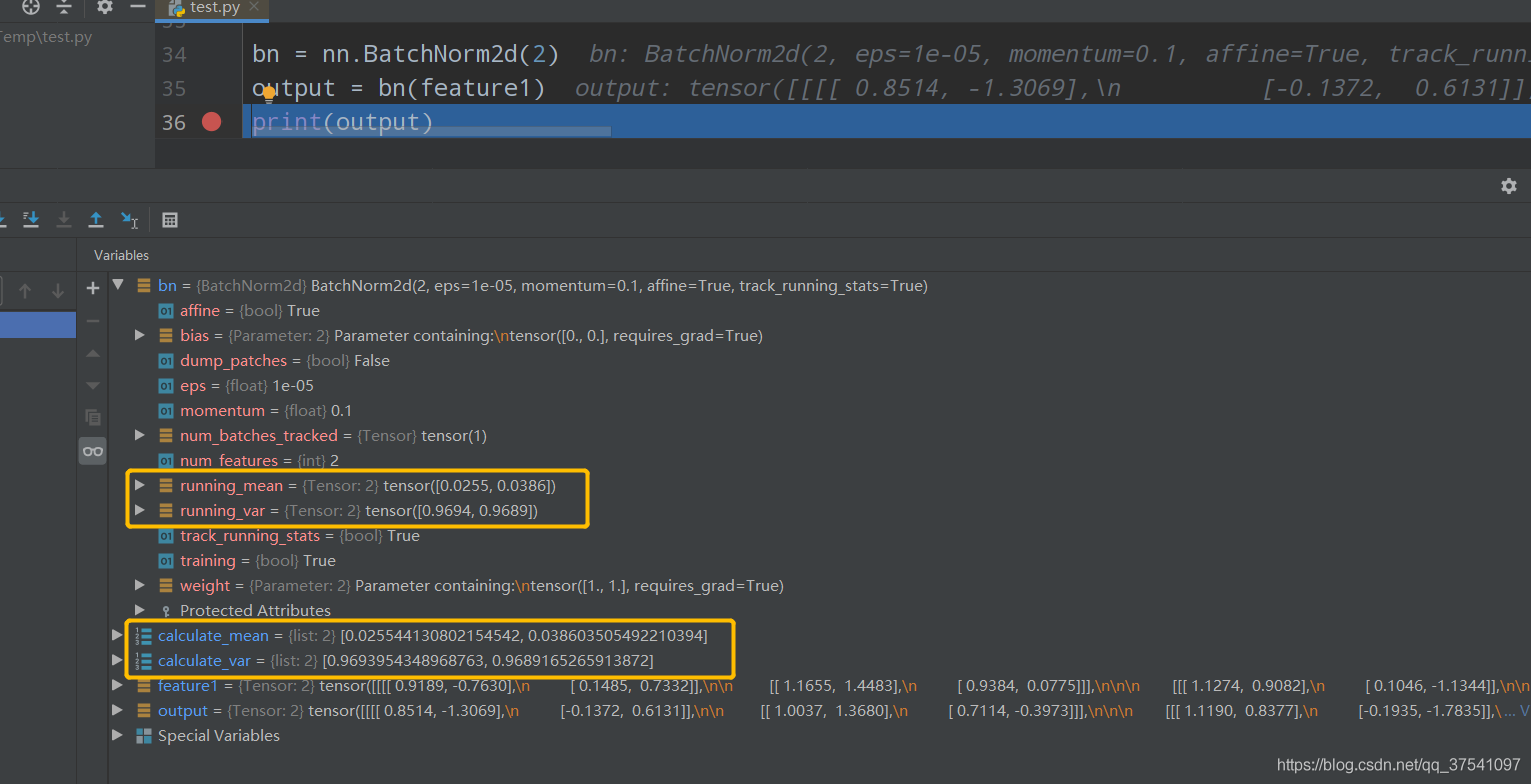 test.py
Temp\test.py
34 bn = nn.BatchNorm2d(2) bn: BatchNorm2d(2, eps=1e-05, momentum=0.1, affine=True, track_runni
35 output = bn(feature1) output: tensor([[[[ 0.8514, -1.3069],\n [-0.1372, 0.6131]],
36 print(output)
Variables
bn = {BatchNorm2d} BatchNorm2d(2, eps=1e-05, momentum=0.1, affine=True, track_running_stats=True)
01 affine = {bool} True
bias = {Parameter: 2} Parameter containing:\ntensor([0., 0.], requires_grad=True)
01 dump_patches = {bool} False
01 eps = {float} 1e-05
01 momentum = {float} 0.1
num_batches_tracked = {Tensor} tensor(1)
01 num_features = {int} 2
running_mean = {Tensor: 2} tensor([0.0255, 0.0386])
running_var = {Tensor: 2} tensor([0.9694, 0.9689])
01 track_running_stats = {bool} True
01 training = {bool} True
weight = {Parameter: 2} Parameter containing:\ntensor([1., 1.], requires_grad=True)
Protected Attributes
calculate_mean = {list: 2} [0.025544130802154542, 0.038603505492210394]
calculate_var = {list: 2} [0.9693954348968763, 0.9689165265913872]
feature1 = {Tensor: 2} tensor([[[[ 0.9189, -0.7630],\n [ 0.1485, 0.7332]],\n\n [[ 1.1655, 1.4483],\n [ 0.9384, 0.0775]]],\n\n\n [[[ 1.1274, 0.9082],\n [ 0.1046, -1.1344]],\n\n
output = {Tensor: 2} tensor([[[[ 0.8514, -1.3069],\n [-0.1372, 0.6131]],\n\n [[ 1.0037, 1.3680],\n [ 0.7114, -0.3973]]],\n\n\n [[[ 1.1190, 0.8377],\n [-0.1935, -1.7835]],\ ... V
Special Variables
https://blog.csdn.net/qq_37541097